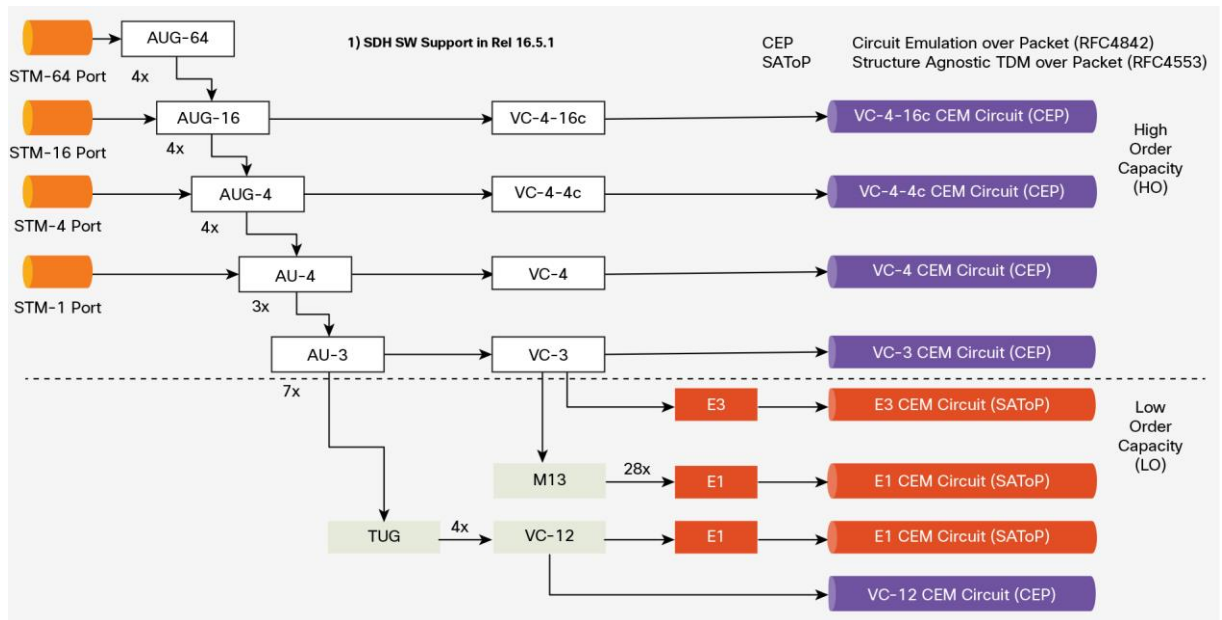 AUG-64
1) SDH SW Support in Rel 16.5.1
CEP Circuit Emulation over Packet (RFC4842)
SAToP Structure Agnostic TDM over Packet (RFC4553)
STM-64 Port
4x
AUG-16
VC-4-16c
VC-4-16c CEM Circuit (CEP)
STM-16 Port
4x
High
Order
Capacity
(HO)
AUG-4
VC-4-4c
VC-4-4c CEM Circuit (CEP)
STM-4 Port
4x
AU-4
VC-4
VC-4 CEM Circuit (CEP)
STM-1 Port
3x
AU-3
VC-3
VC-3 CEM Circuit (CEP)
7x
E3
E3 CEM Circuit (SAToP)
Low
Order
Capacity
(LO)
M13
28x
E1
E1 CEM Circuit (SAToP)
TUG
4x
VC-12
E1
E1 CEM Circuit (SAToP)
VC-12 CEM Circuit (CEP)